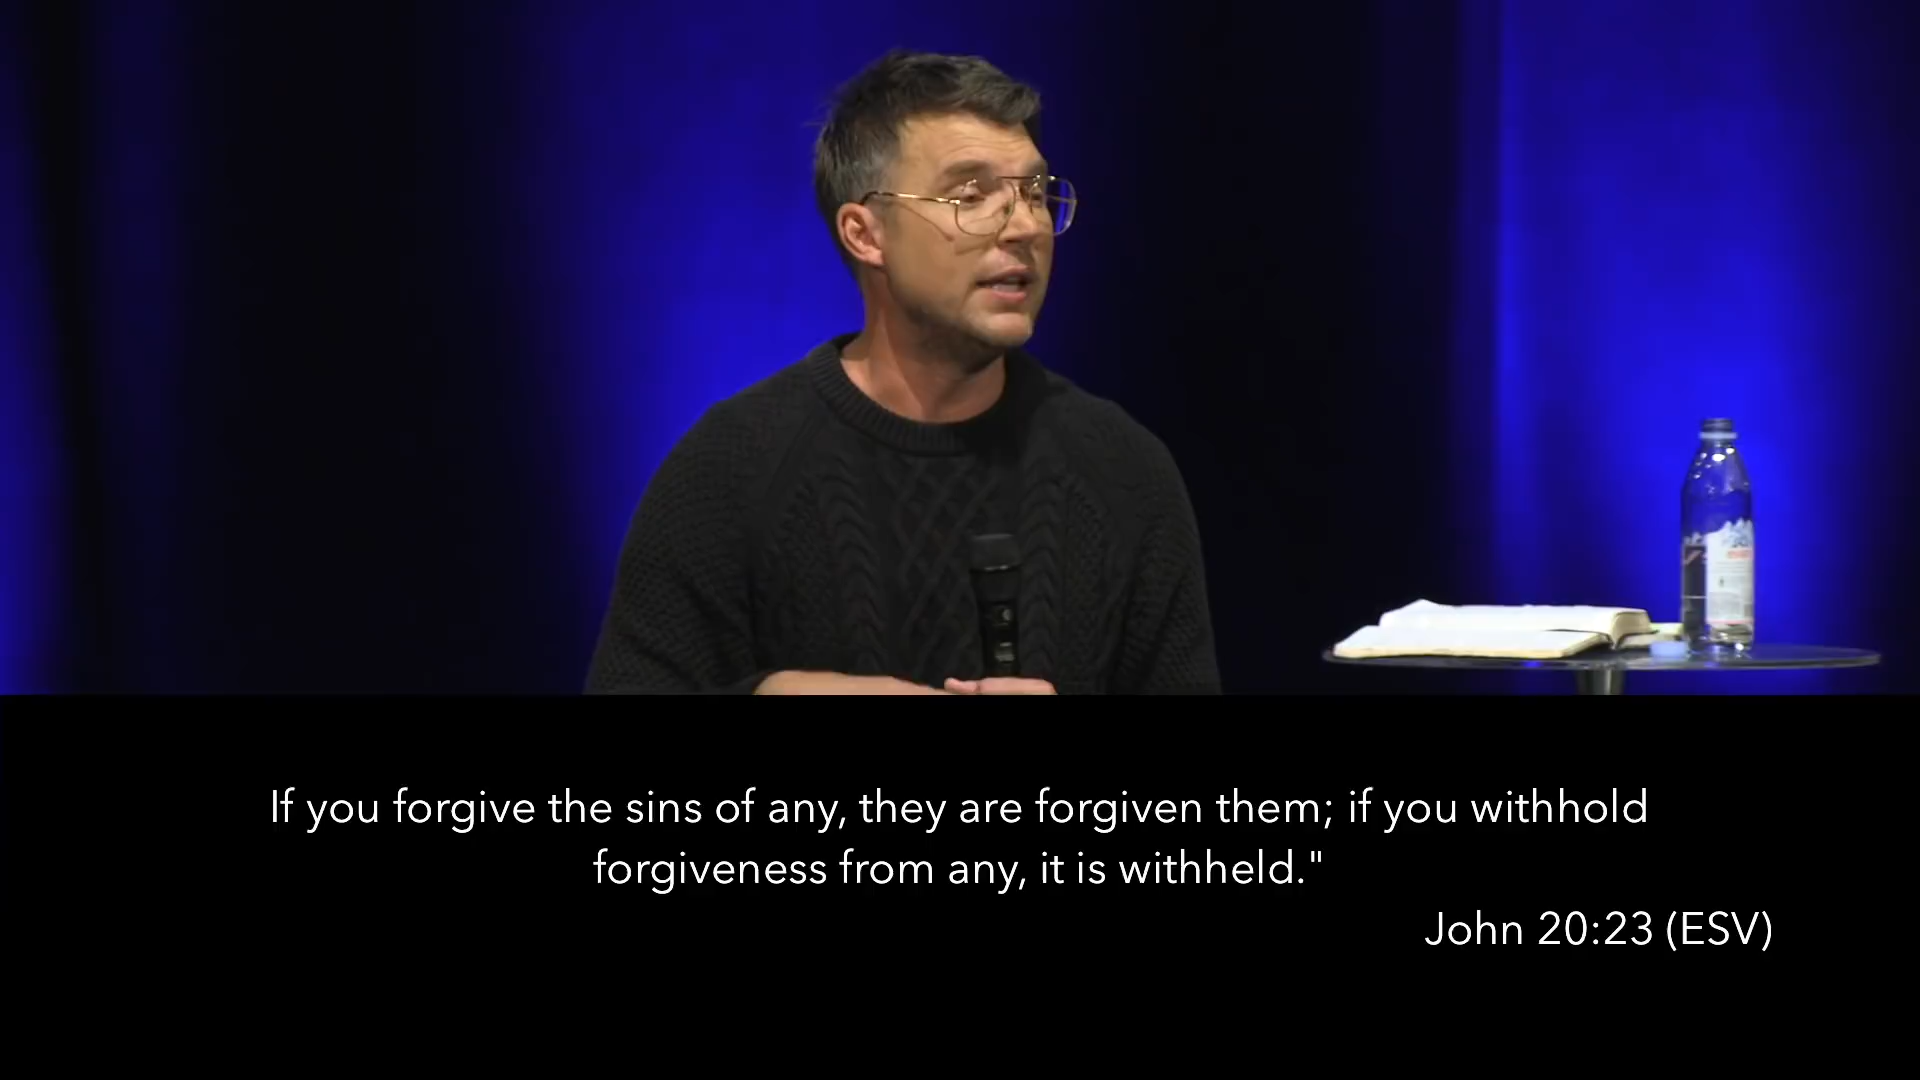 If you forgive the sins of any, they are forgiven them; if you withhold
forgiveness from any, it is withheld."
John 20:23 (ESV)